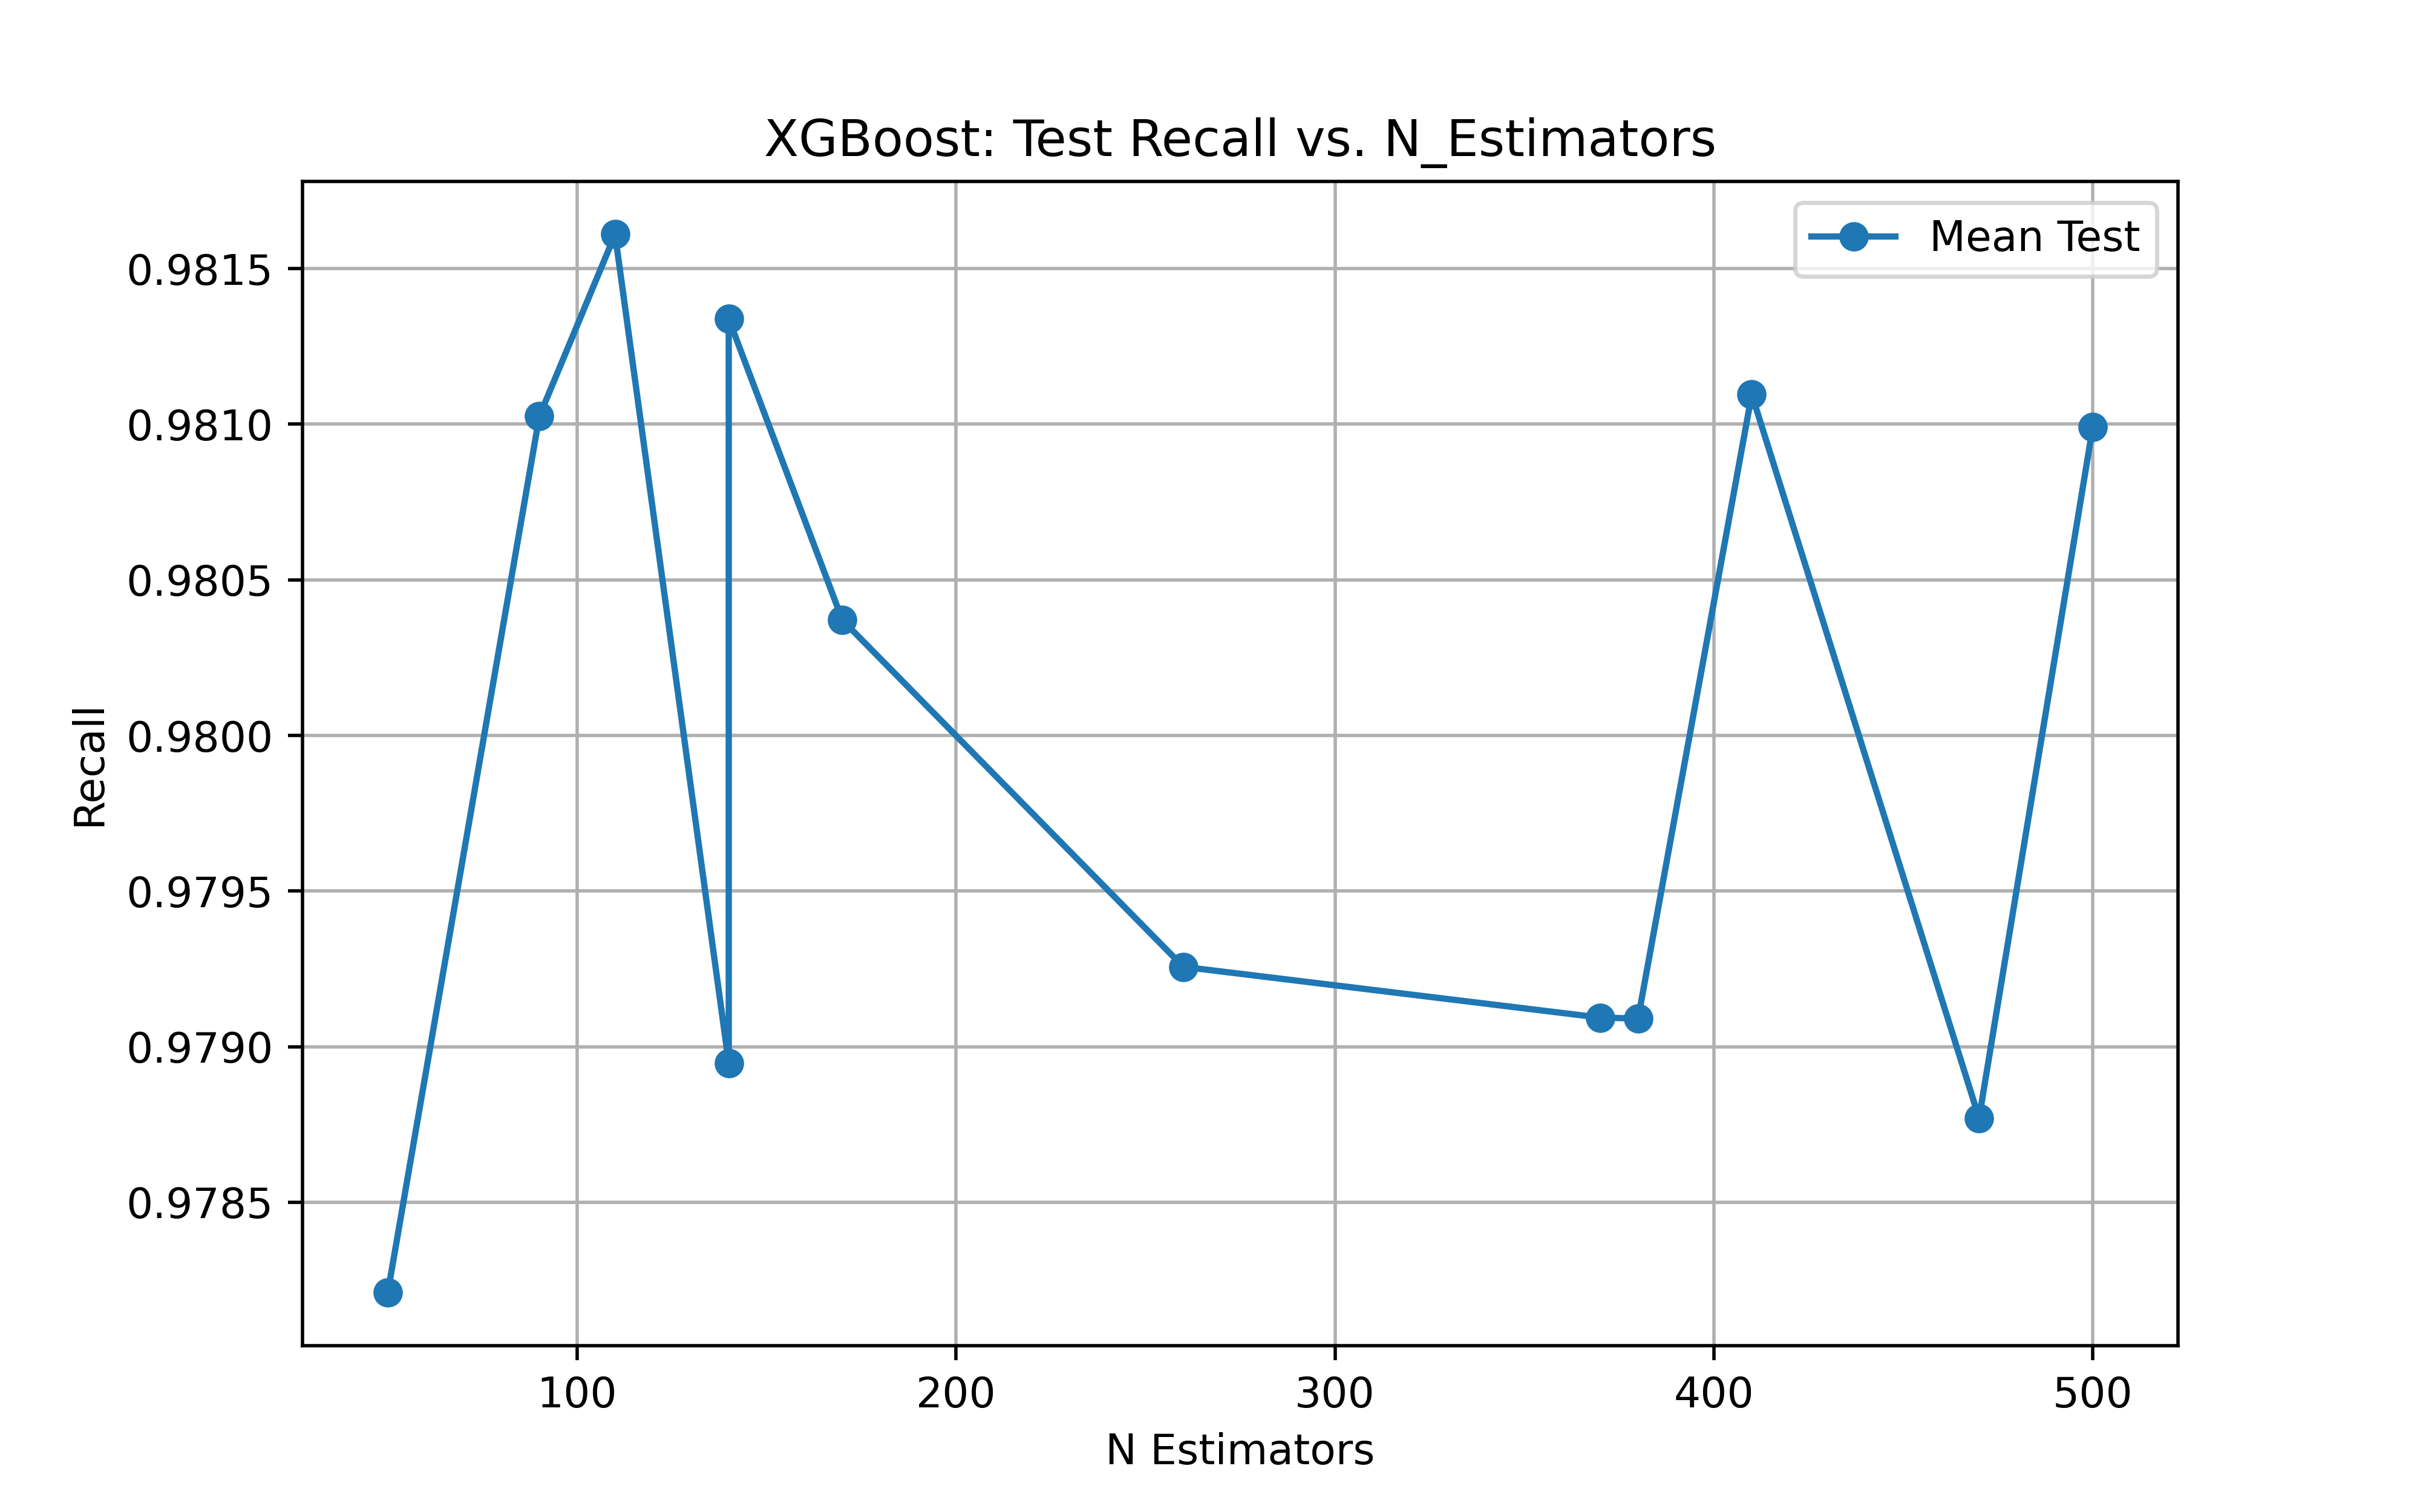 XGBoost: Test Recall vs. N_Estimators
Mean Test
0.9815
0.9810
0.9805
0.9800
0.9795
0.9790
0.9785
Recall
100 200 300 400 500
N Estimators